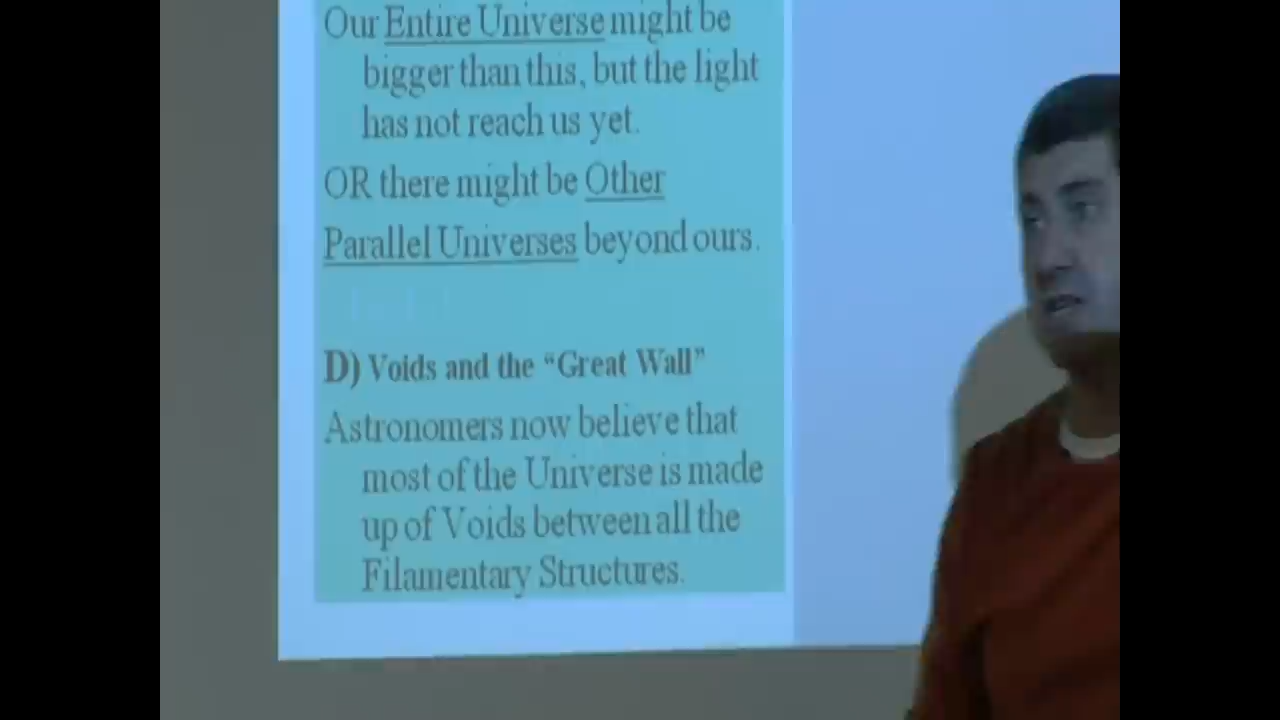 Our Entire Universe might be
bigger than this, but the light
has not reach us yet.
OR there might be Other
Parallel Universes beyond ours.
D) Voids and the “Great Wall”
Astronomers now believe that
most of the Universe is made
up of Voids between all the
Filamentary Structures.